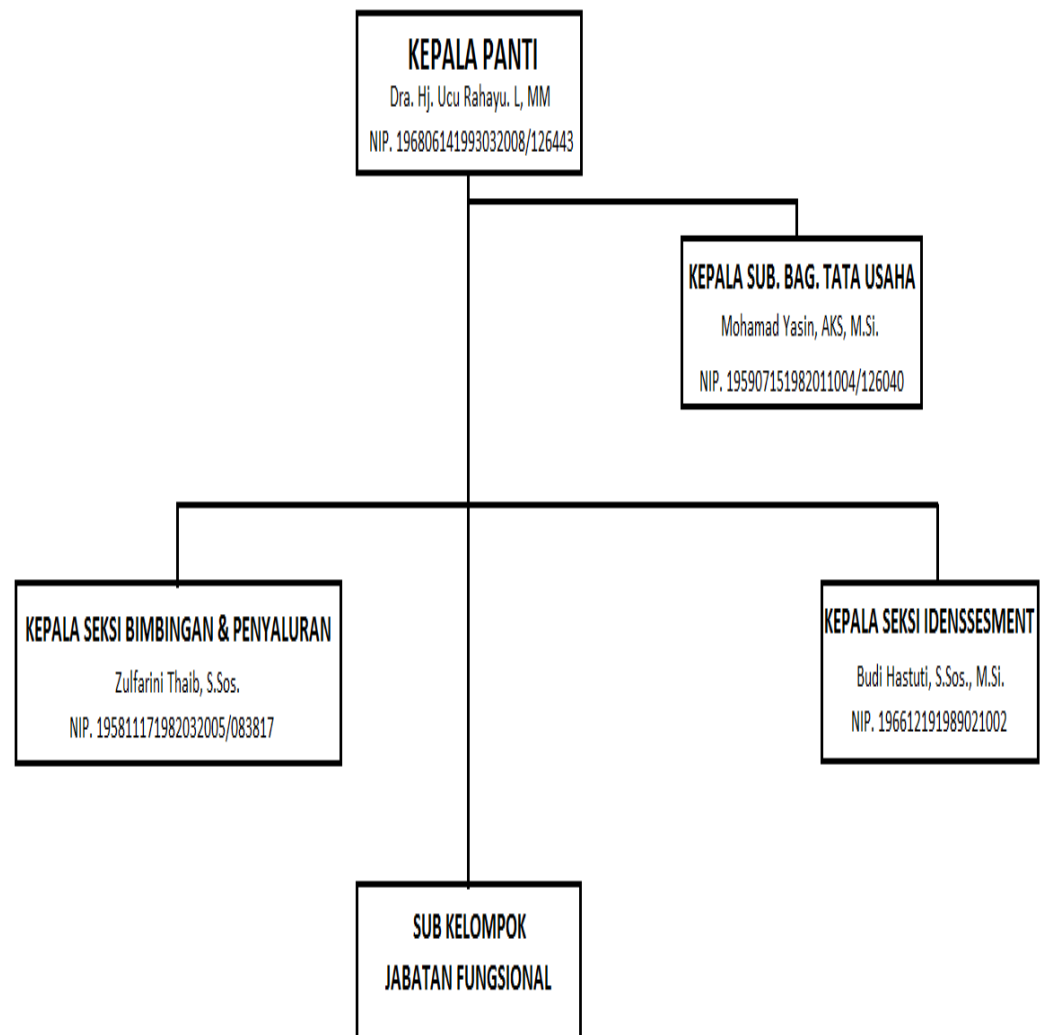 KEPALA PANTI
Dra. Hj. Ucu Rahayu. L, MM
NIP. 196806141993032008/126443
KEPALA SUB. BAG. TATA USAHA
Mohamad Yasin, AKS, M.Si.
NIP. 195907151982011004/126040
KEPALA SEKSI BIMBINGAN & PENYALURAN
Zulfarini Thaib, S.Sos.
NIP. 195811171982032005/083817
KEPALA SEKSI IDENSSESMENT
Budi Hastuti, S.Sos., M.Si.
NIP. 196612191989021002
SUB KELOMPOK
JABATAN FUNGSIONAL